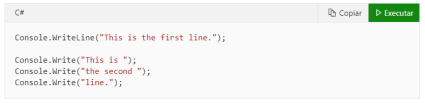 C#
Copiar
Executar
Console.WriteLine("This is the first line.");
Console.Write("This is ");
Console.Write("the second ");
Console.Write("line.");